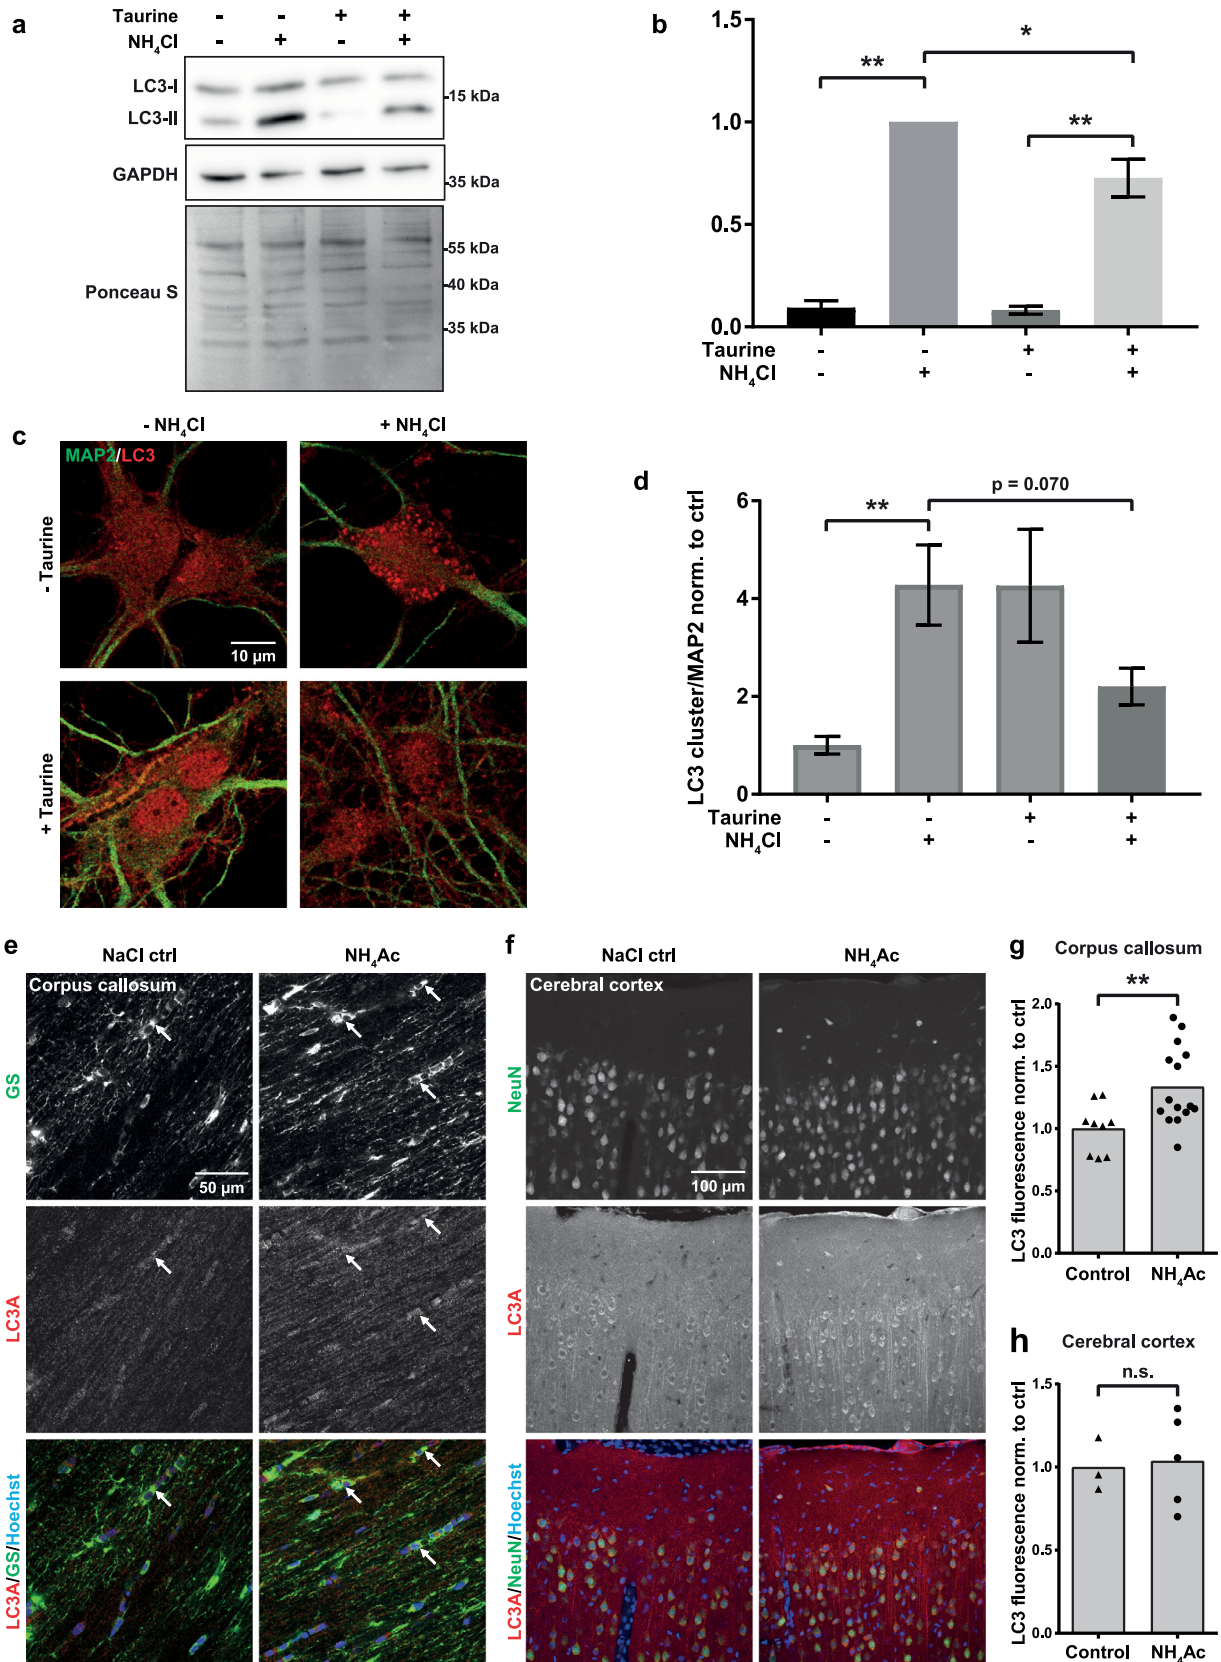 a
Taurine - - + +
NH4Cl - + - +
LC3-I
15 kDa
LC3-II
GAPDH
35 kDa
55 kDa
Ponceau S
40 kDa
35 kDa
b
1.5
1.0
0.5
0.0
**
*
**
Taurine - - + +
NH4Cl - + - +
c
- NH4Cl
+ NH4Cl
MAP2/LC3
- Taurine
10 µm
+ Taurine
d
LC3 cluster/MAP2 norm. to ctrl
6
4
2
0
**
p = 0.070
Taurine - - + +
NH4Cl - + - +
e
NaCl ctrl
NH4Ac
Corpus callosum
GS
50 µm
LC3A
LC3A/GS/Hoechst
f
NaCl ctrl
NH4Ac
Cerebral cortex
NeuN
100 µm
LC3A
LC3A/NeuN/Hoechst
g
Corpus callosum
**
LC3 fluorescence norm. to ctrl
2.0
1.5
1.0
0.5
0.0
Control
NH4Ac
h
Cerebral cortex
n.s.
LC3 fluorescence norm. to ctrl
1.5
1.0
0.5
0.0
Control
NH4Ac